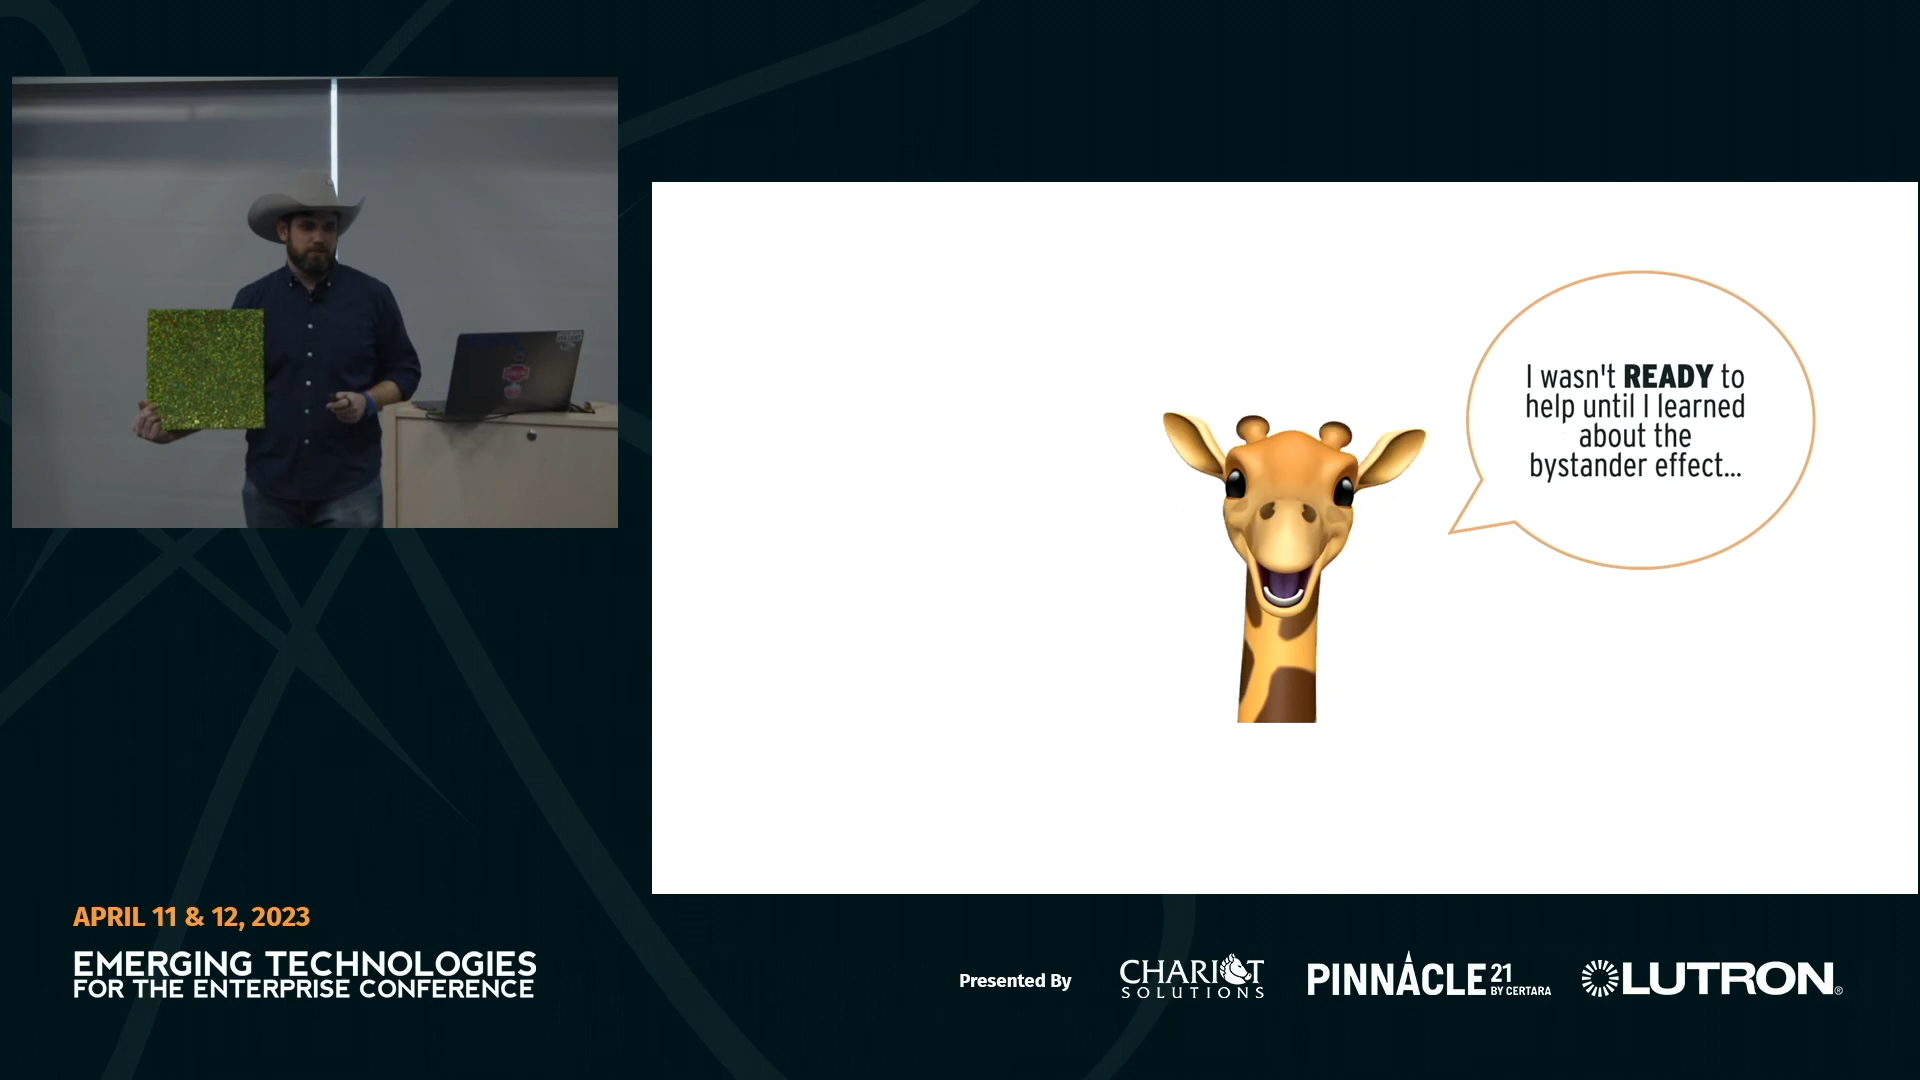 I wasn't READY to
help until I learned
about the
bystander effect...
APRIL 11 & 12, 2023
EMERGING TECHNOLOGIES
FOR THE ENTERPRISE CONFERENCE
Presented By
CHARIOT
SOLUTIONS
PINNACLE 21
BY CERTARA
LUTRON®